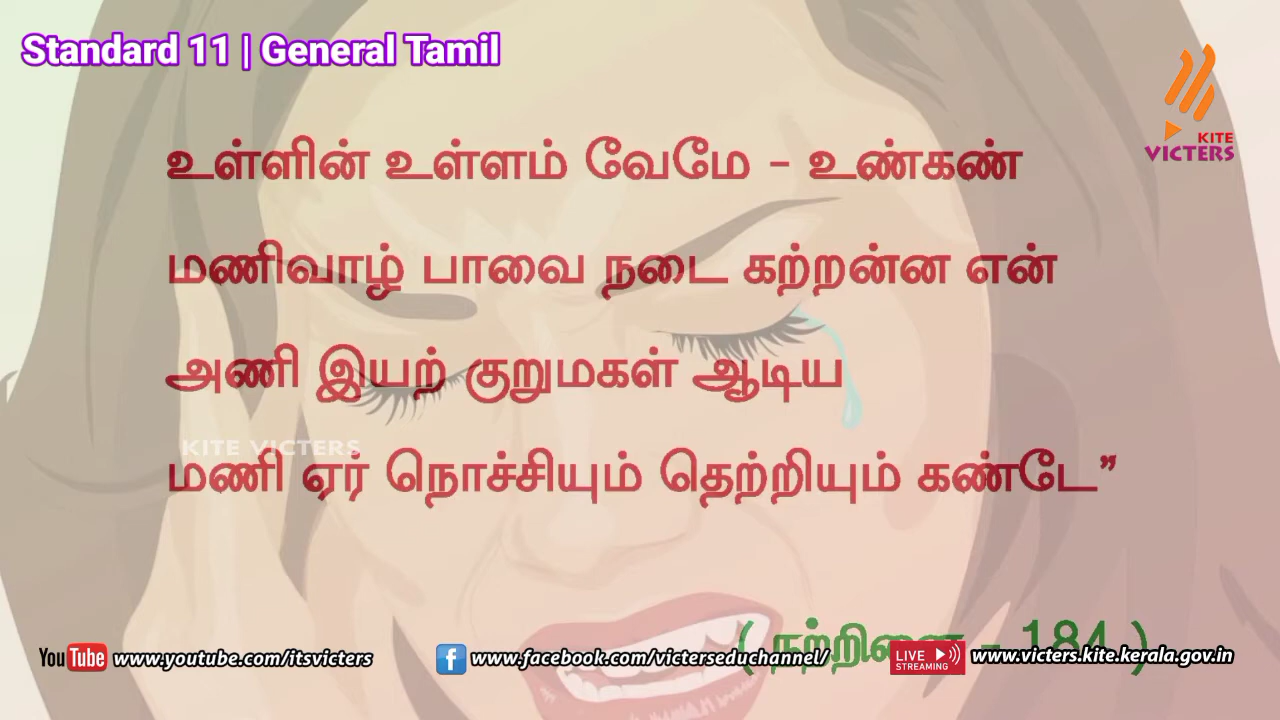 Standard 11 | General Tamil
KITE
VICTERS
உள்ளின் உள்ளம் வேமே - உண்கண்
மணிவாழ் பாவை நடை கற்றன்ன என்
அணி இயற் குறுமகள் ஆடிய
KITE VICTERS
மணி ஏர் நொச்சியும் தெற்றியும் கண்டே”
( நற்றினை - 184 )
YouTube www.youtube.com/itsvicters
f www.facebook.com/victerseduchannel/
LIVE STREAMING www.victers.kite.kerala.gov.in